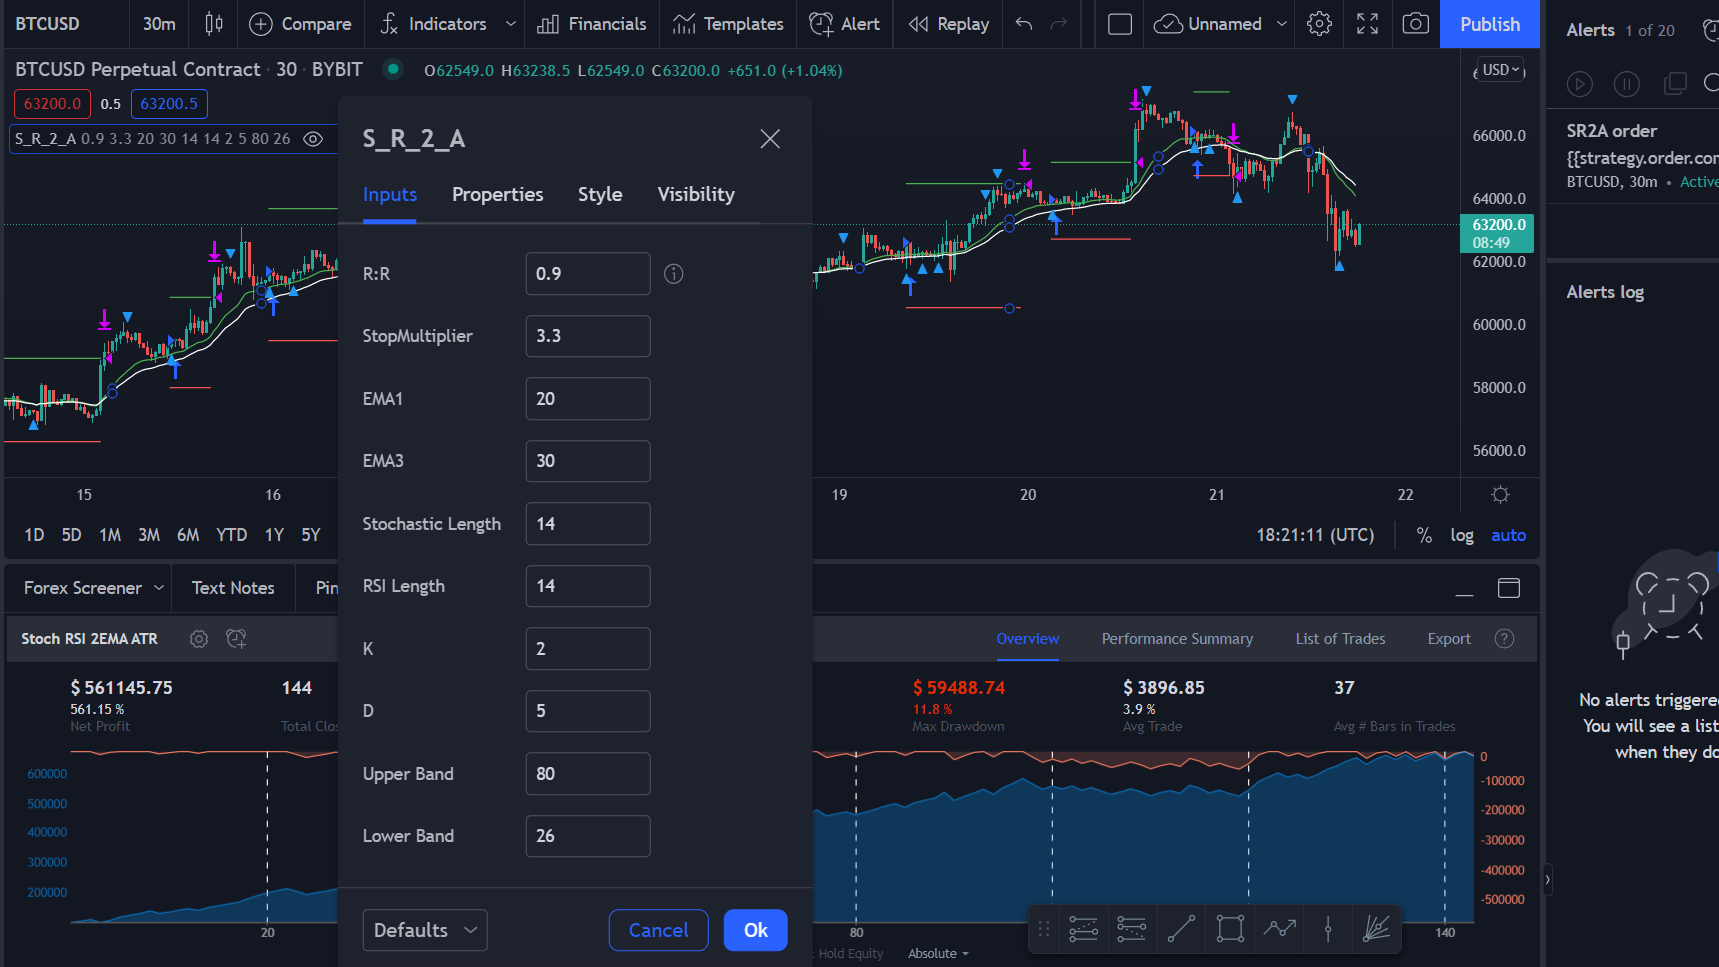 BTCUSD 30m Compare Indicators Financials Templates Alert Replay Unnamed Publish
BTCUSD Perpetual Contract · 30 · BYBIT O62549.0 H63238.5 L62549.0 C63200.0 +651.0 (+1.04%)
63200.0 0.5 63200.5
S_R_2_A 0.9 3.3 20 30 14 14 2 5 80 26
USD
66000.0
64000.0
63200.0
08:49
62000.0
60000.0
58000.0
56000.0
15 16 19 20 21 22
1D 5D 1M 3M 6M YTD 1Y 5Y
18:21:11 (UTC) % log auto
S_R_2_A
Inputs Properties Style Visibility
R:R 0.9
StopMultiplier 3.3
EMA1 20
EMA3 30
Stochastic Length 14
RSI Length 14
K 2
D 5
Upper Band 80
Lower Band 26
Defaults Cancel Ok
Forex Screener Text Notes Pin
Stoch RSI 2EMA ATR
Overview Performance Summary List of Trades Export
$ 561145.75
561.15 %
Net Profit
144
Total Clos
$ 59488.74
11.8 %
Max Drawdown
$ 3896.85
3.9 %
Avg Trade
37
Avg # Bars in Trades
600000
500000
400000
300000
200000
0
-100000
-200000
-300000
-400000
-500000
20 80 140
Hold Equity Absolute
Alerts 1 of 20
SR2A order
{{strategy.order.com
BTCUSD, 30m • Active
Alerts log
No alerts triggered
You will see a list
when they do